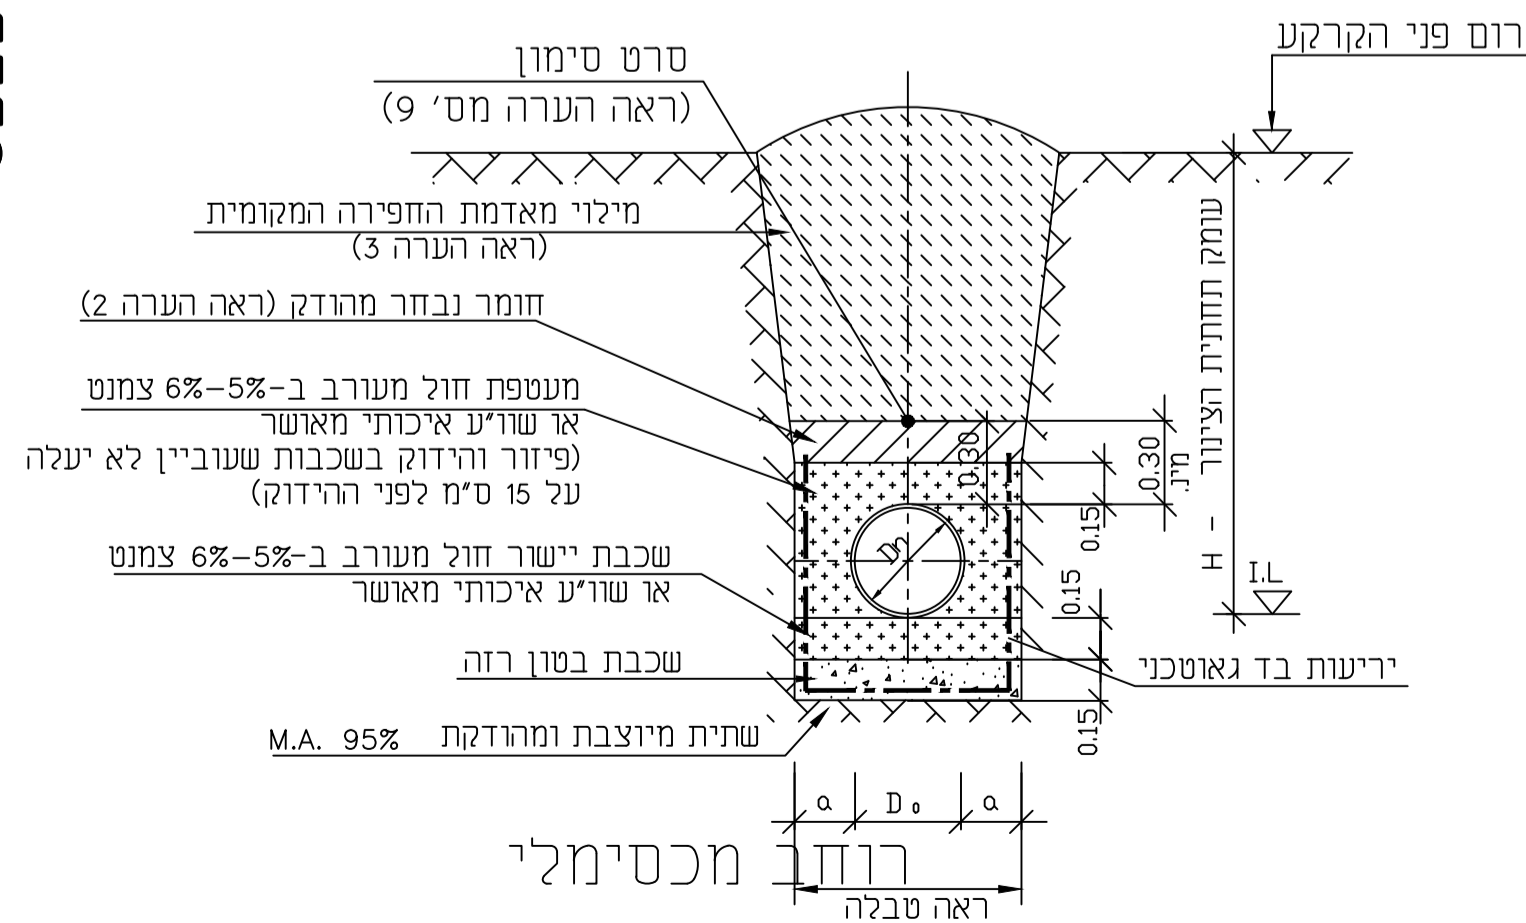 רום פני הקרקע
סרט סימון
(ראה הערה מס' 9)
מילוי מאדמת החפירה המקומית
(ראה הערה 3)
חומר נבחר מהודק (ראה הערה 2)
מעטפת חול מעורב ב-5%-6% צמנט
או שוו"ע איכותי מאושר
(פיזור והידוק בשכבות שעוביין לא יעלה
על 15 ס"מ לפני ההידוק)
שכבת יישור חול מעורב ב-5%-6% צמנט
או שוו"ע איכותי מאושר
שכבת בטון רזה
שתית מיוצבת ומהודקת M.A. 95%
Dn
0.30
0.15
0.30
מינ.
0.15
0.15
H - עומק תחתית הצינור
I.L
יריעות בד גאוטכני
a D₀ a
רוחב מכסימלי
ראה טבלה